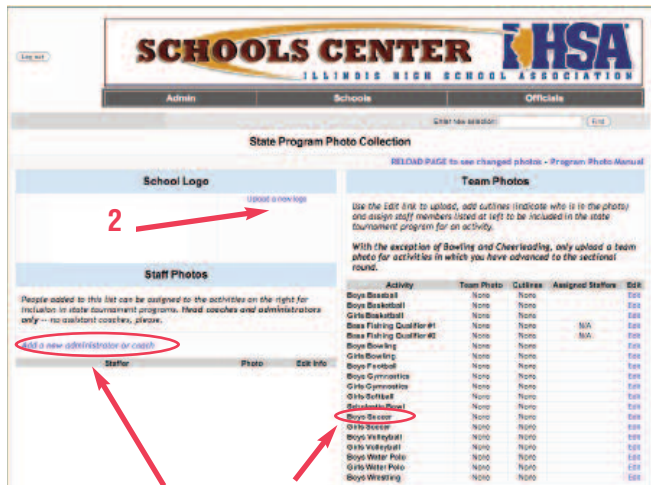 Log out
SCHOOLS CENTER
IHSA
ILLINOIS HIGH SCHOOL ASSOCIATION
Admin Schools Officials
Enter new selection: Find
State Program Photo Collection
RELOAD PAGE to see changed photos - Program Photo Manual
School Logo
Upload a new logo
2
Staff Photos
People added to this list can be assigned to the activities on the right for
inclusion in state tournament programs. Head coaches and administrators
only -- no assistant coaches, please.
Add a new administrator or coach
Staffer Photo Edit Info
Team Photos
Use the Edit link to upload, add cutlines (indicate who is in the photo)
and assign staff members listed at left to be included in the state
tournament program for an activity.
With the exception of Bowling and Cheerleading, only upload a team
photo for activities in which you have advanced to the sectional
round.
Activity Team Photo Cutlines Assigned Staffers Edit
Boys Baseball None None Edit
Boys Basketball None None Edit
Girls Basketball None None Edit
Bass Fishing Qualifier #1 None None N/A Edit
Bass Fishing Qualifier #2 None None N/A Edit
Boys Bowling None None Edit
Girls Bowling None None Edit
Boys Football None None Edit
Boys Gymnastics None None Edit
Girls Gymnastics None None Edit
Girls Softball None None Edit
Scholastic Bowl None None Edit
Boys Soccer None None Edit
Girls Soccer None None Edit
Boys Volleyball None None Edit
Girls Volleyball None None Edit
Boys Water Polo None None Edit
Girls Water Polo None None Edit
Boys Wrestling None None Edit